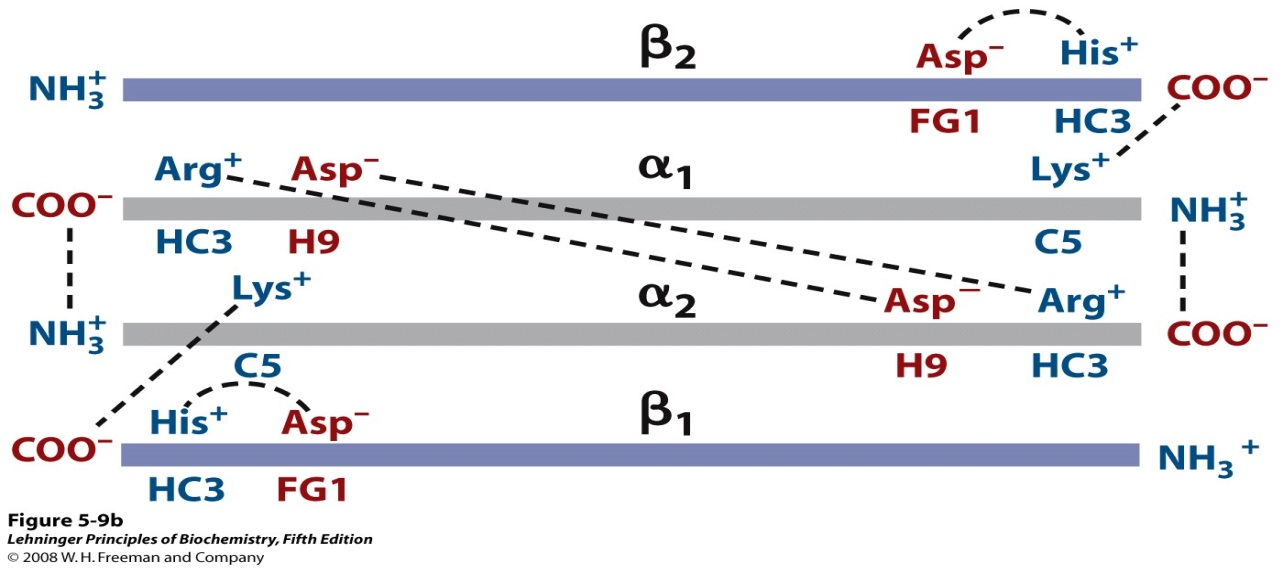 β₂ Asp⁻ His⁺
NH₃⁺ COO⁻
FG1 HC3
Arg⁺ Asp⁻ α₁ Lys⁺
COO⁻ NH₃⁺
HC3 H9 C5
Lys⁺ α₂ Asp⁻ Arg⁺
NH₃⁺ COO⁻
C5 H9 HC3
His⁺ Asp⁻ β₁
COO⁻ NH₃⁺
HC3 FG1
Figure 5-9b
Lehninger Principles of Biochemistry, Fifth Edition
© 2008 W. H. Freeman and Company